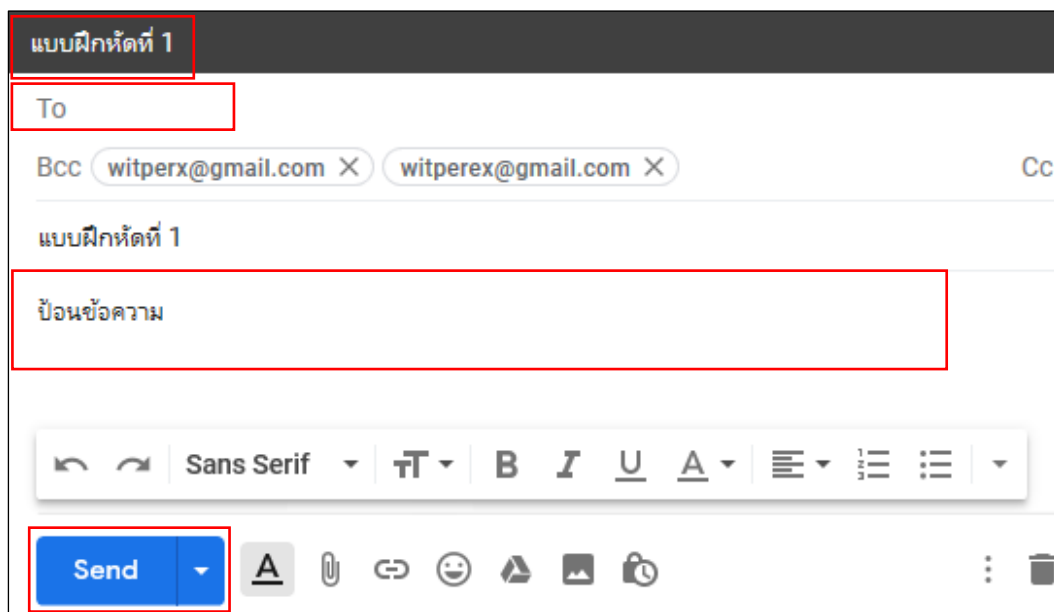 แบบฝึกหัดที่ 1
To
Bcc witperx@gmail.com witperex@gmail.com Cc
แบบฝึกหัดที่ 1
ป้อนข้อความ
Sans Serif
Send